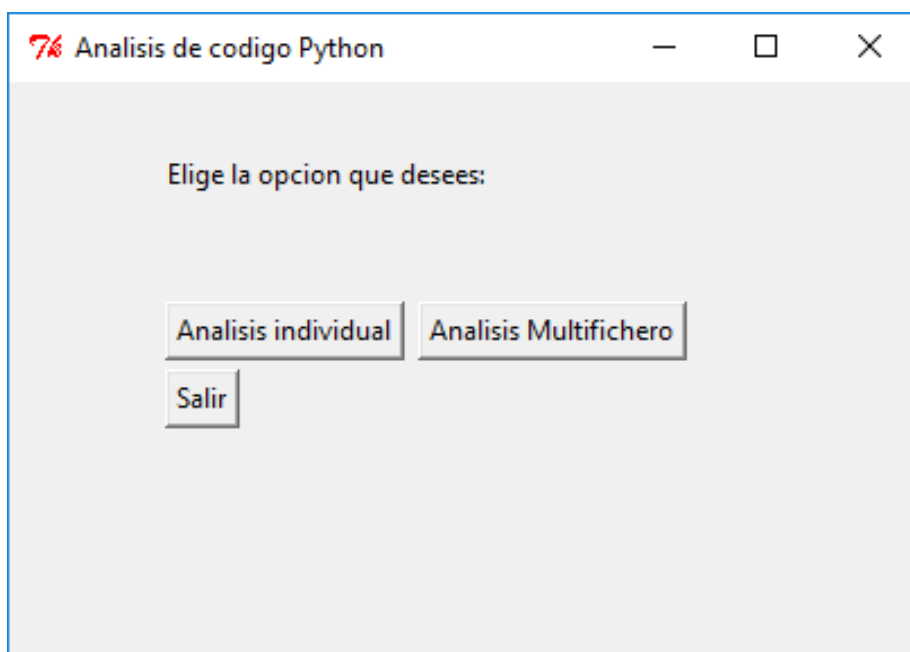 Analisis de codigo Python
Elige la opcion que desees:
Analisis individual Analisis Multifichero
Salir